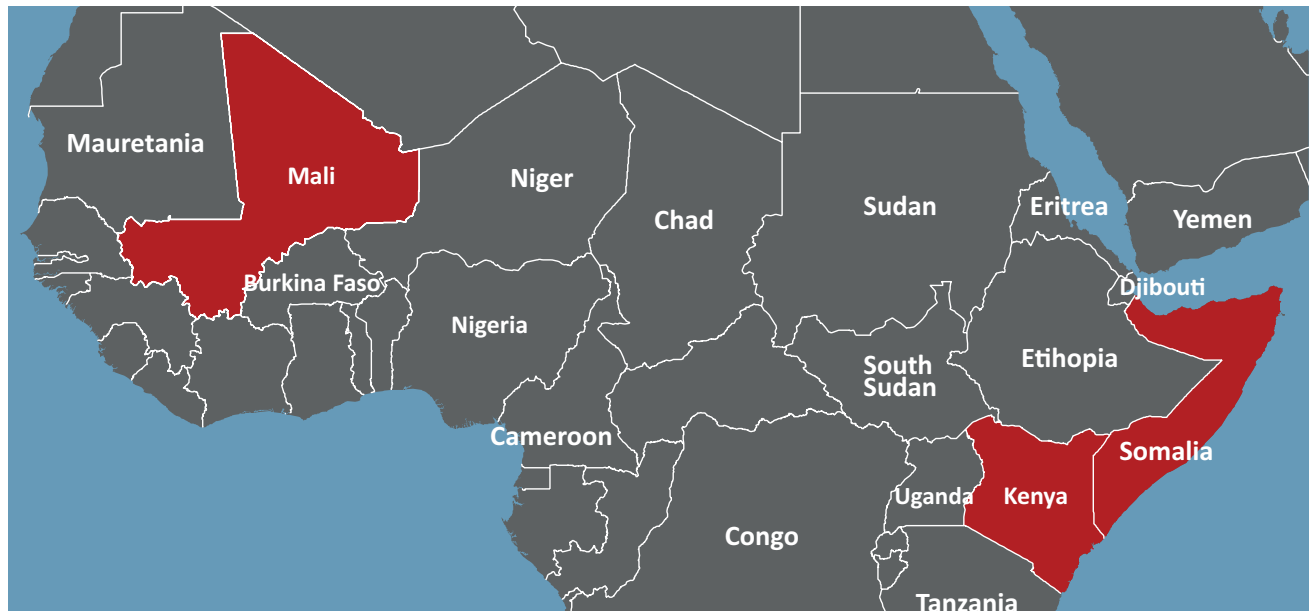 Mauretania
Mali
Niger
Chad
Sudan
Eritrea
Yemen
Burkina Faso
Djibouti
Nigeria
South
Sudan
Etihopia
Cameroon
Somalia
Uganda
Kenya
Congo
Tanzania